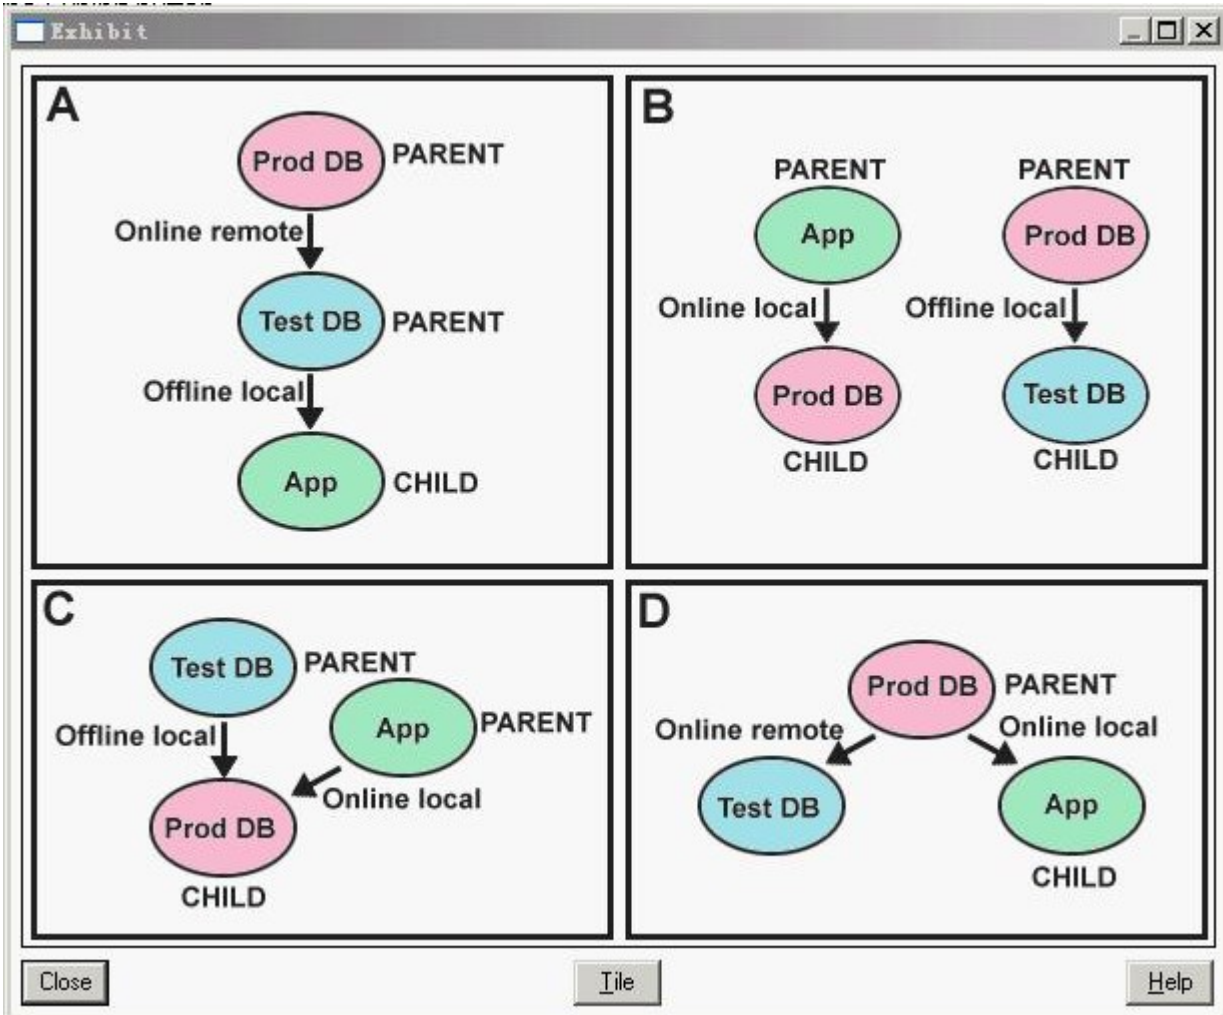 Exhibit
A
Prod DB PARENT
Online remote
Test DB PARENT
Offline local
App CHILD
B
PARENT PARENT
App Prod DB
Online local Offline local
Prod DB Test DB
CHILD CHILD
C
Test DB PARENT
App PARENT
Offline local
Online local
Prod DB
CHILD
D
Prod DB PARENT
Online remote Online local
Test DB App
CHILD
Close Tile Help